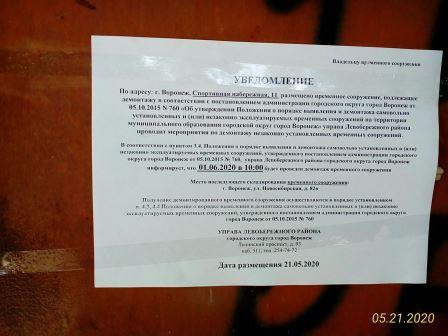 Владельцу временного сооружения
УВЕДОМЛЕНИЕ
По адресу: г. Воронеж, Спортивная набережная, 11 размещено временное сооружение, подлежащее
демонтажу в соответствии с постановлением администрации городского округа город Воронеж от
05.10.2015 N 760 «Об утверждении Положения о порядке выявления и демонтажа самовольно
установленных и (или) незаконно эксплуатируемых временных сооружений на территории
муниципального образования городской округ город Воронеж» управа Левобережного района
проводит мероприятия по демонтажу незаконно установленных временных сооружений.
В соответствии с пунктом 3.4. Положения о порядке выявления и демонтажа самовольно установленных и (или)
незаконно эксплуатируемых временных сооружений, утвержденного постановлением администрации городского
округа город Воронеж от 05.10.2015 № 760, управа Левобережного района городского округа город Воронеж
информирует, что 01.06.2020 в 10:00 будет проведен демонтаж временного сооружения
Место последующего складирования временного сооружения:
г. Воронеж, ул. Новосибирская, д. 82а
Получение демонтированного временного сооружения осуществляется в порядке установленном
п. 4.3, 4.4 Положения о порядке выявления и демонтажа самовольно установленных и (или) незаконно
эксплуатируемых временных сооружений, утвержденного постановлением администрации городского округа
город Воронеж от 05.10.2015 № 760
УПРАВА ЛЕВОБЕРЕЖНОГО РАЙОНА
городского округа город Воронеж
Ленинский проспект, д. 93
каб. 311, тел. 254-74-72
Дата размещения 21.05.2020
05.21.2020